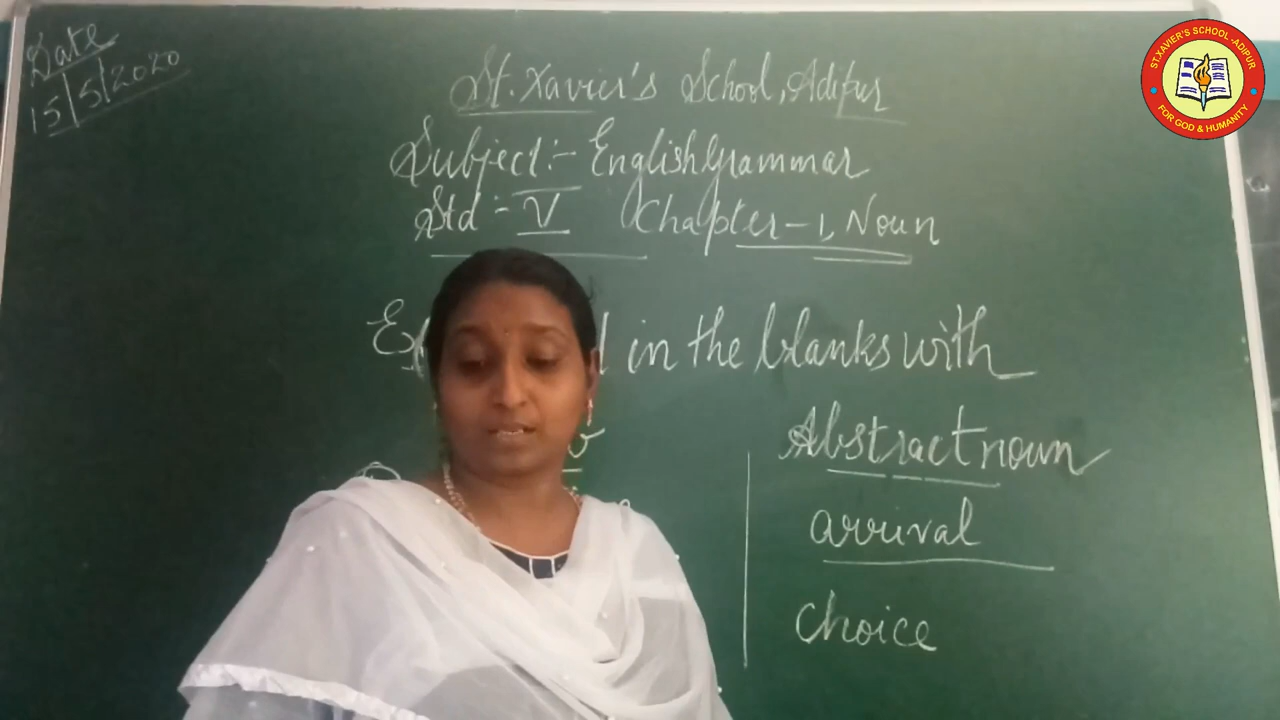 Date
15/5/2020
St. Xavier's School, Adipur
Subject:- English Grammar
Std:- V Chapter-1, Noun
in the blanks with
Abstract noun
arrival
choice
ST.XAVIER'S SCHOOL-ADIPUR
FOR GOD & HUMANITY